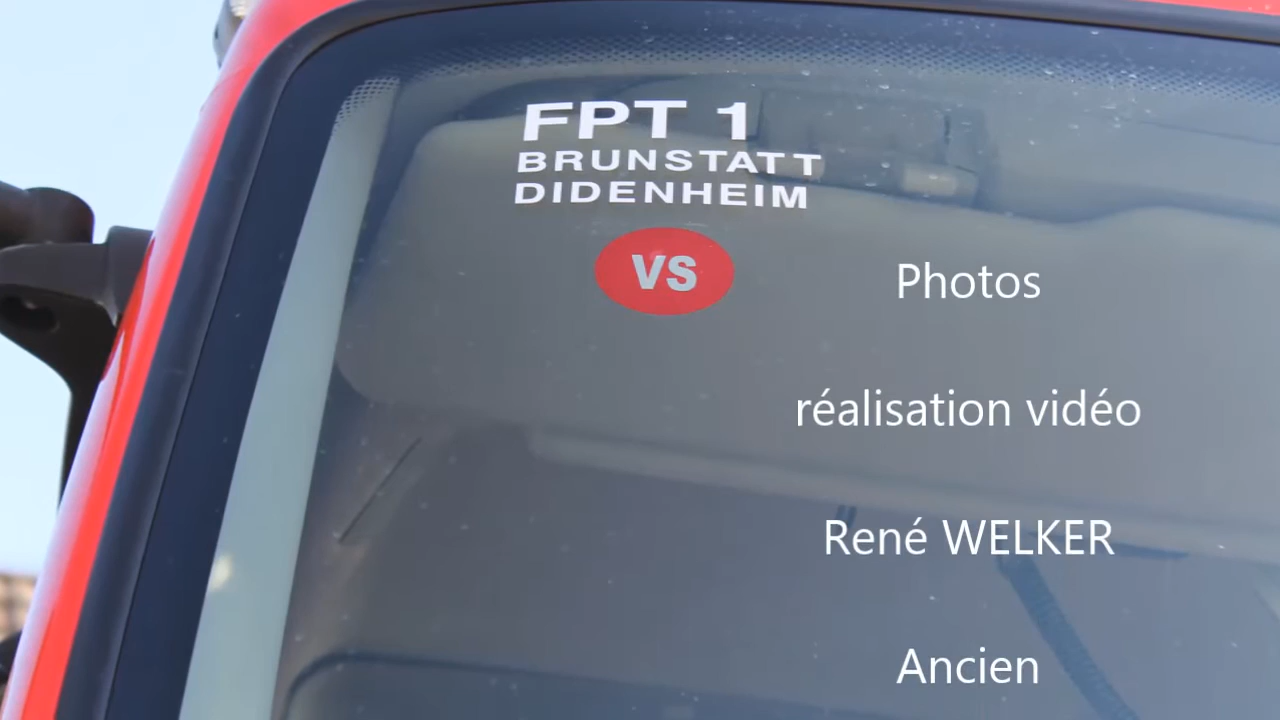 FPT 1
BRUNSTATT
DIDENHEIM
VS
Photos
réalisation vidéo
René WELKER
Ancien